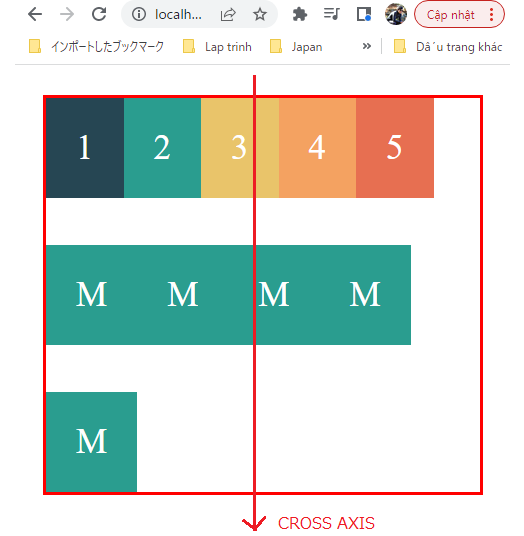 localh...
Cập nhật
インポートしたブックマーク Lap trinh Japan » Dấu trang khác
1 2 3 4 5
M M M M
M
CROSS AXIS